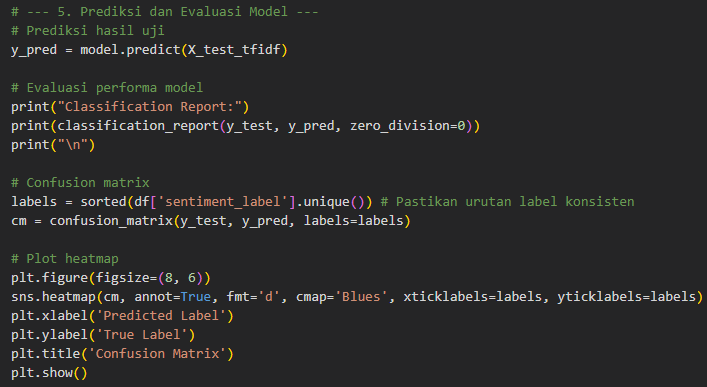 # --- 5. Prediksi dan Evaluasi Model ---
# Prediksi hasil uji
y_pred = model.predict(X_test_tfidf)

# Evaluasi performa model
print("Classification Report:")
print(classification_report(y_test, y_pred, zero_division=0))
print("\n")

# Confusion matrix
labels = sorted(df['sentiment_label'].unique()) # Pastikan urutan label konsisten
cm = confusion_matrix(y_test, y_pred, labels=labels)

# Plot heatmap
plt.figure(figsize=(8, 6))
sns.heatmap(cm, annot=True, fmt='d', cmap='Blues', xticklabels=labels, yticklabels=labels)
plt.xlabel('Predicted Label')
plt.ylabel('True Label')
plt.title('Confusion Matrix')
plt.show()